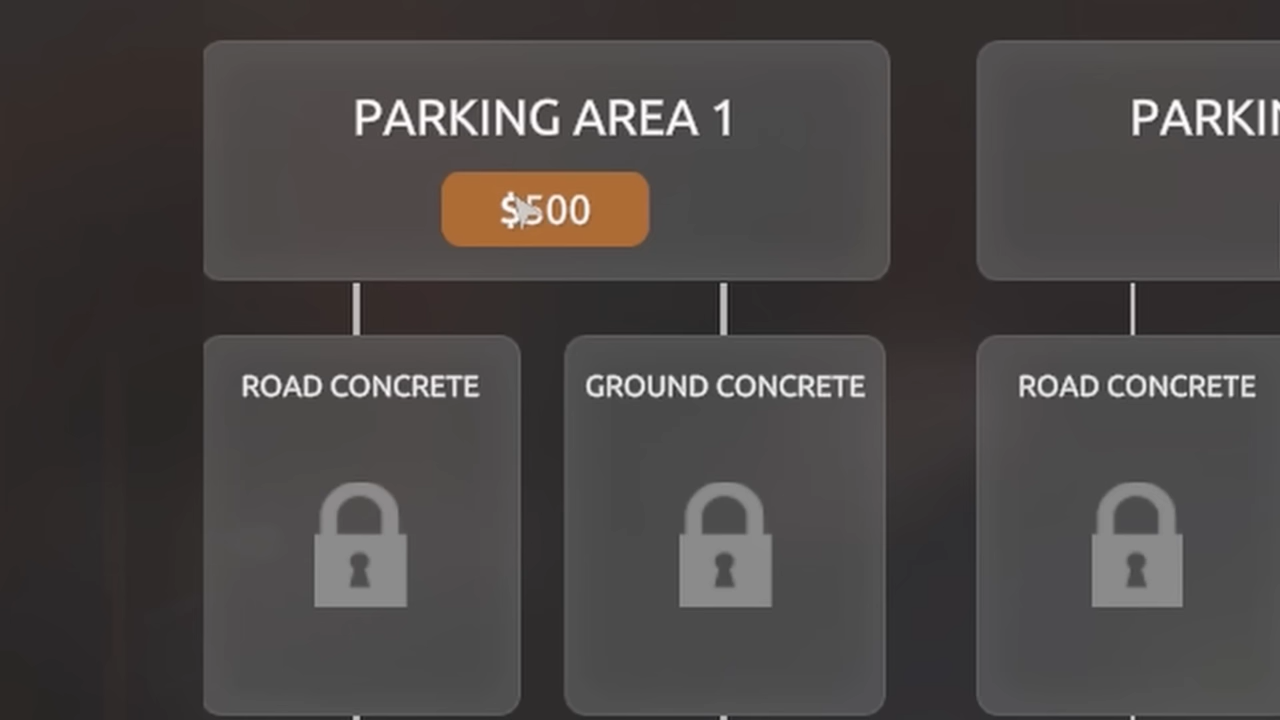 PARKING AREA 1
$500
ROAD CONCRETE
GROUND CONCRETE
ROAD CONCRETE